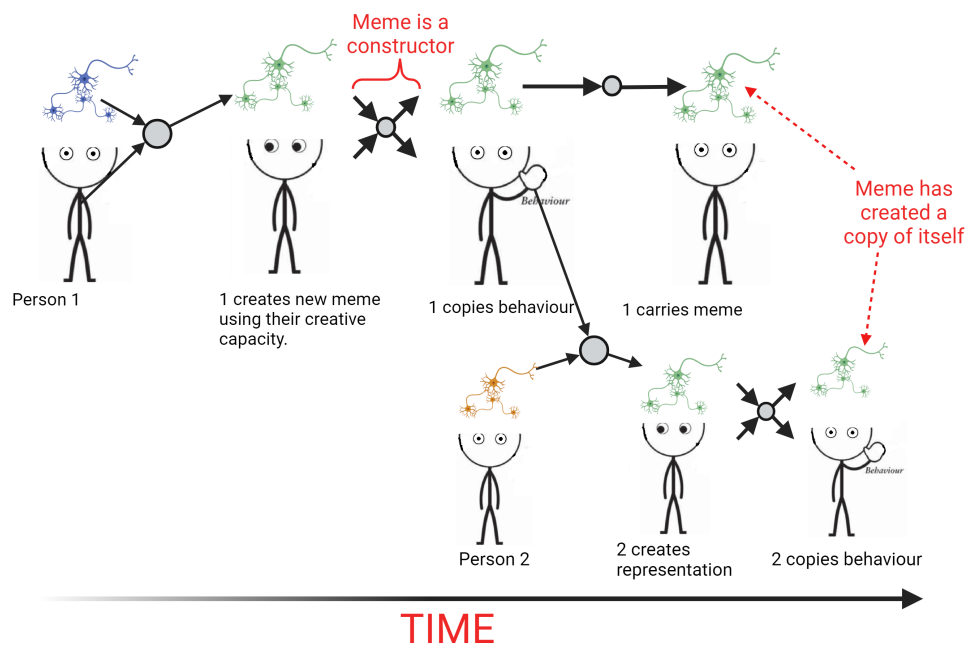 Meme is a
constructor
Behaviour
Person 1
1 creates new meme
using their creative
capacity.
1 copies behaviour
1 carries meme
Meme has
created a
copy of itself
Behaviour
Person 2
2 creates
representation
2 copies behaviour
TIME